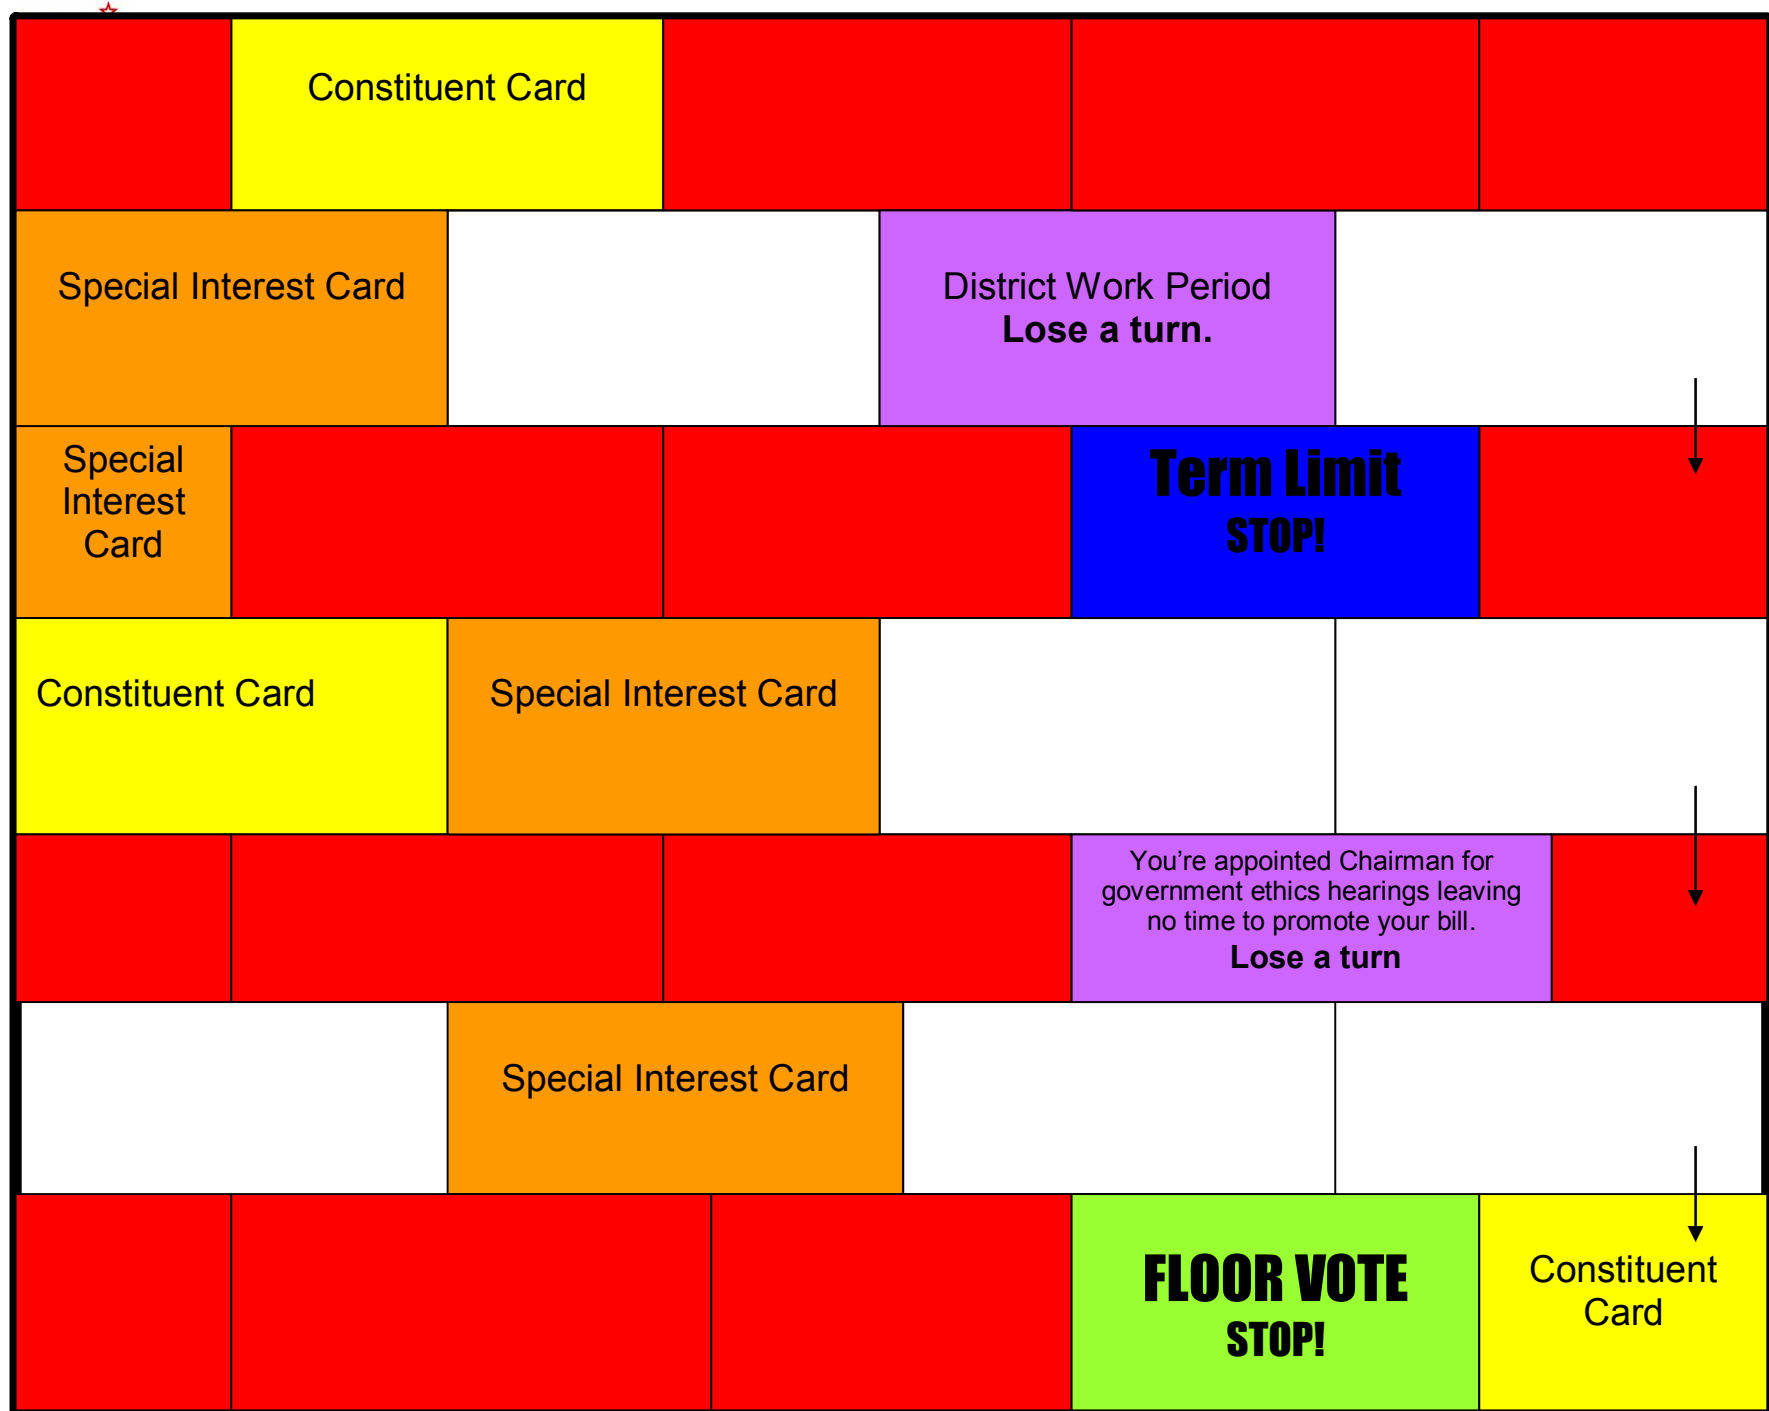 Constituent Card
Special Interest Card
District Work Period
Lose a turn.
Special
Interest
Card
Term Limit
STOP!
Constituent Card
Special Interest Card
You’re appointed Chairman for
government ethics hearings leaving
no time to promote your bill.
Lose a turn
Special Interest Card
FLOOR VOTE
STOP!
Constituent
Card